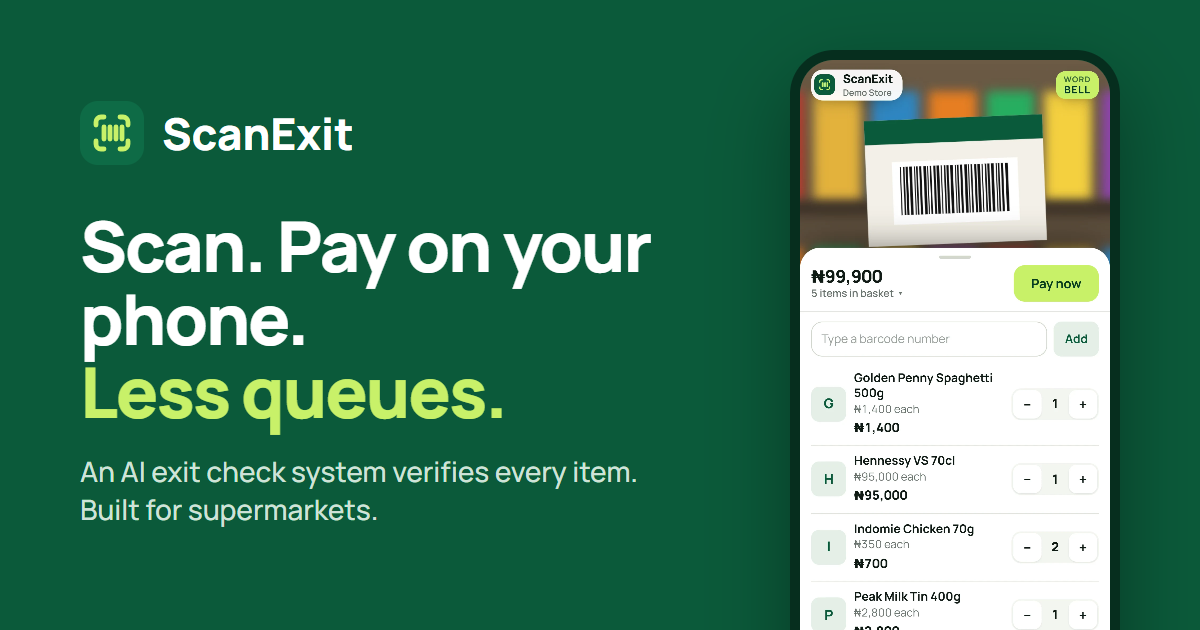 ScanExit
Scan. Pay on your
phone.
Less queues.
An AI exit check system verifies every item.
Built for supermarkets.
ScanExit
Demo Store
WORD
BELL
₦99,900
5 items in basket
Pay now
Type a barcode number
Add
G
Golden Penny Spaghetti
500g
₦1,400 each
₦1,400
− 1 +
H
Hennessy VS 70cl
₦95,000 each
₦95,000
− 1 +
I
Indomie Chicken 70g
₦350 each
₦700
− 2 +
P
Peak Milk Tin 400g
₦2,800 each
− 1 +